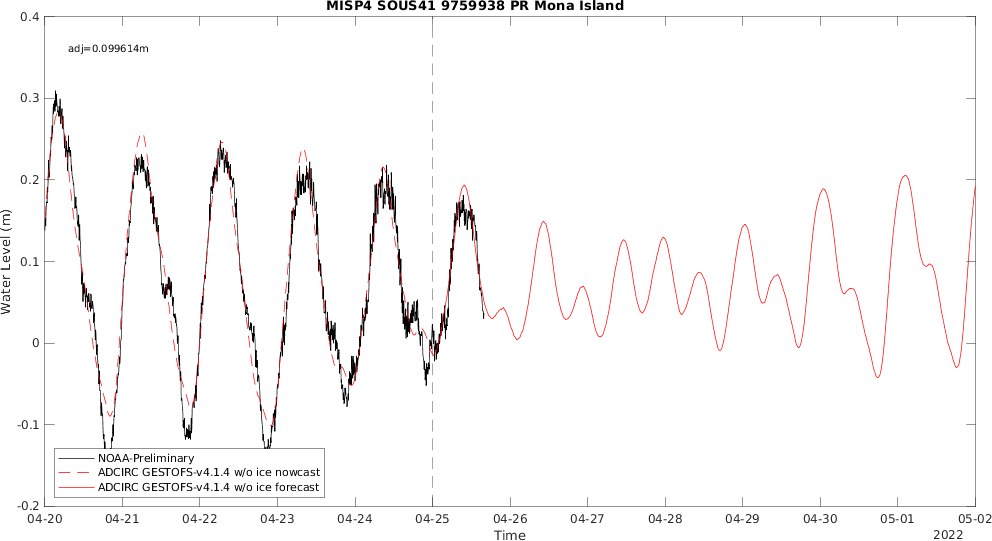 MISP4 SOUS41 9759938 PR Mona Island
adj=0.099614m
Water Level (m)
0.4
0.3
0.2
0.1
0
-0.1
-0.2
NOAA-Preliminary
ADCIRC GESTOFS-v4.1.4 w/o ice nowcast
ADCIRC GESTOFS-v4.1.4 w/o ice forecast
04-20 04-21 04-22 04-23 04-24 04-25 04-26 04-27 04-28 04-29 04-30 05-01 05-02
Time
2022